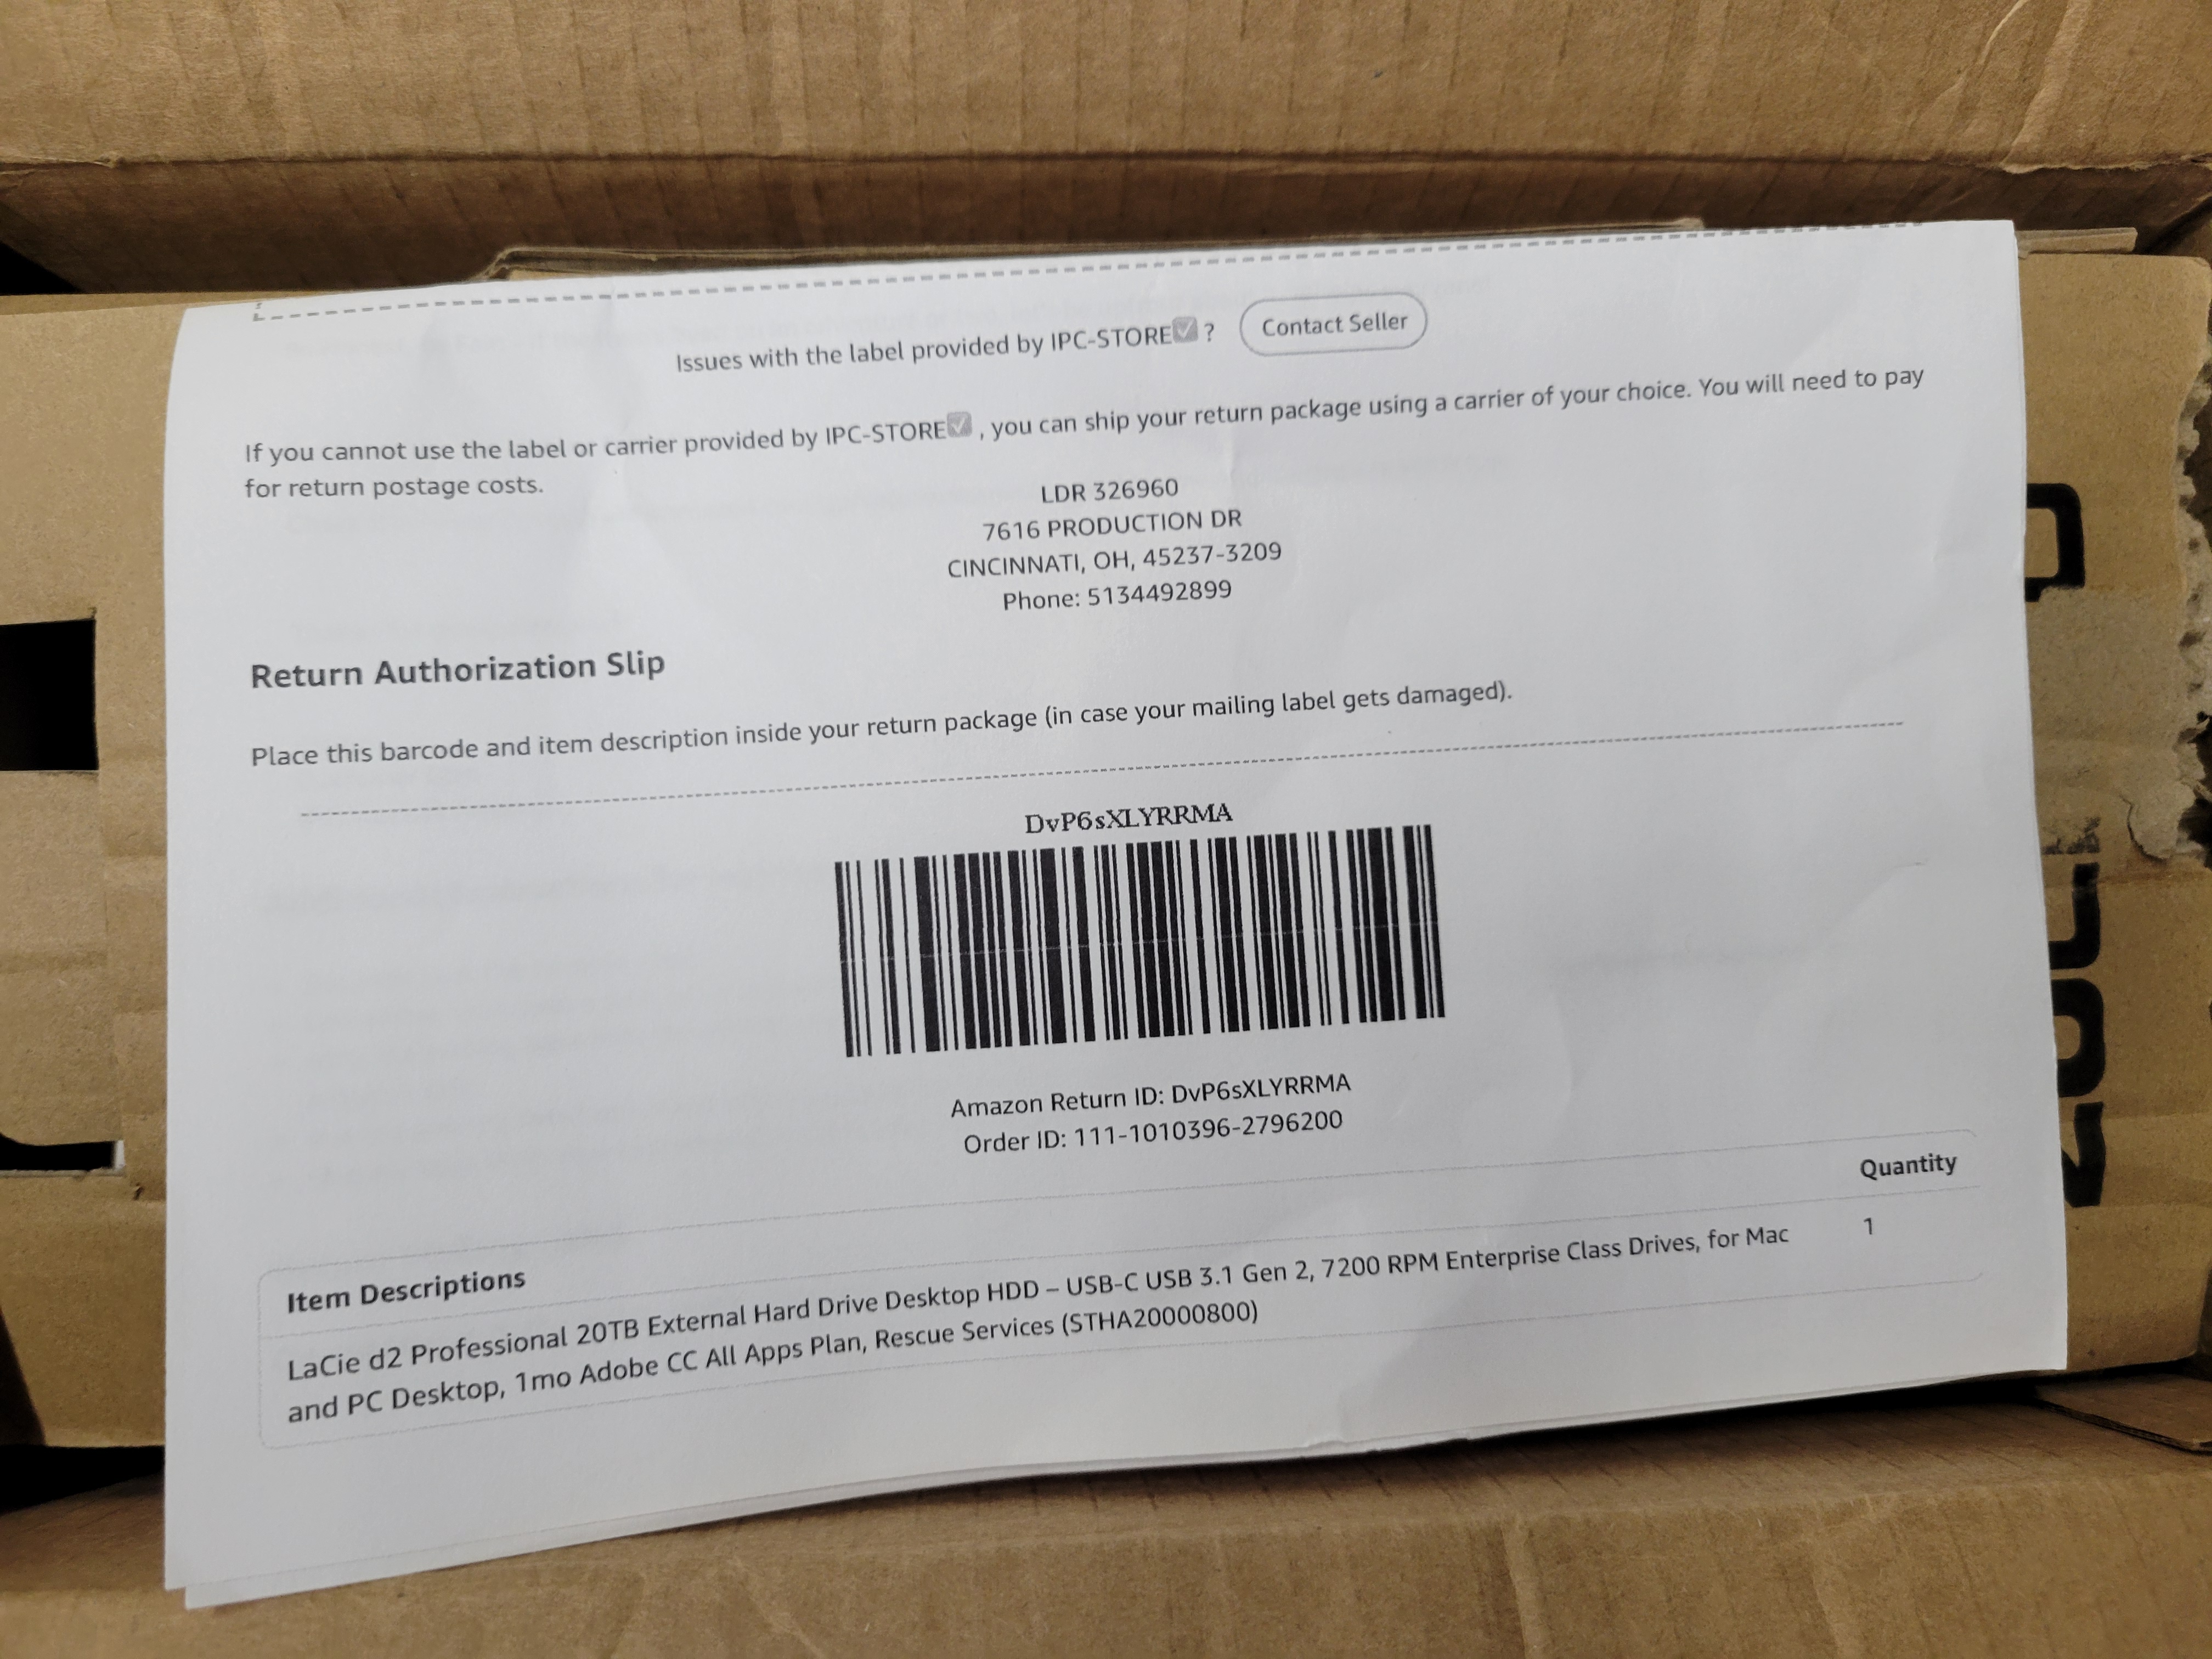 Issues with the label provided by IPC-STORE☑ ? Contact Seller
If you cannot use the label or carrier provided by IPC-STORE☑ , you can ship your return package using a carrier of your choice. You will need to pay
for return postage costs.
LDR 326960
7616 PRODUCTION DR
CINCINNATI, OH, 45237-3209
Phone: 5134492899
Return Authorization Slip
Place this barcode and item description inside your return package (in case your mailing label gets damaged).
DvP6sXLYRRMA
Amazon Return ID: DvP6sXLYRRMA
Order ID: 111-1010396-2796200
Item Descriptions Quantity
LaCie d2 Professional 20TB External Hard Drive Desktop HDD – USB-C USB 3.1 Gen 2, 7200 RPM Enterprise Class Drives, for Mac 1
and PC Desktop, 1mo Adobe CC All Apps Plan, Rescue Services (STHA20000800)